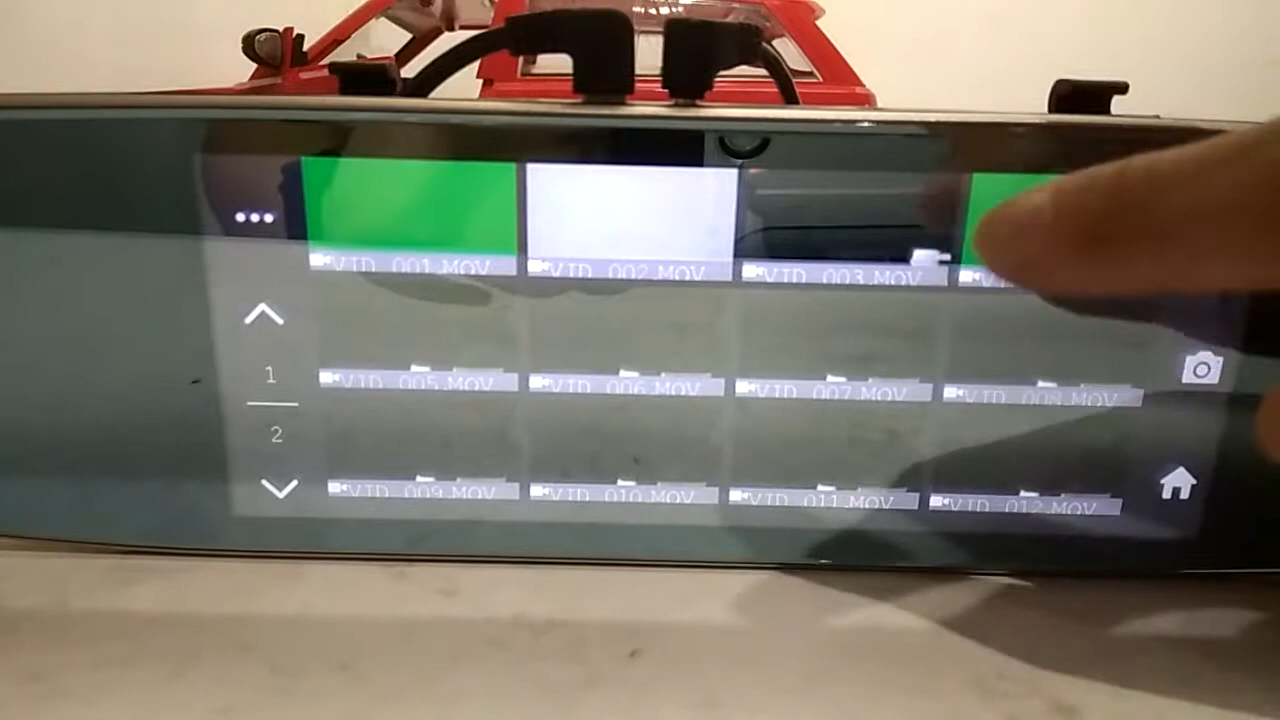 VID_001.MOV VID_002.MOV VID_003.MOV
1
VID_005.MOV VID_006.MOV VID_007.MOV VID_008.MOV
2
VID_009.MOV VID_010.MOV VID_011.MOV VID_012.MOV